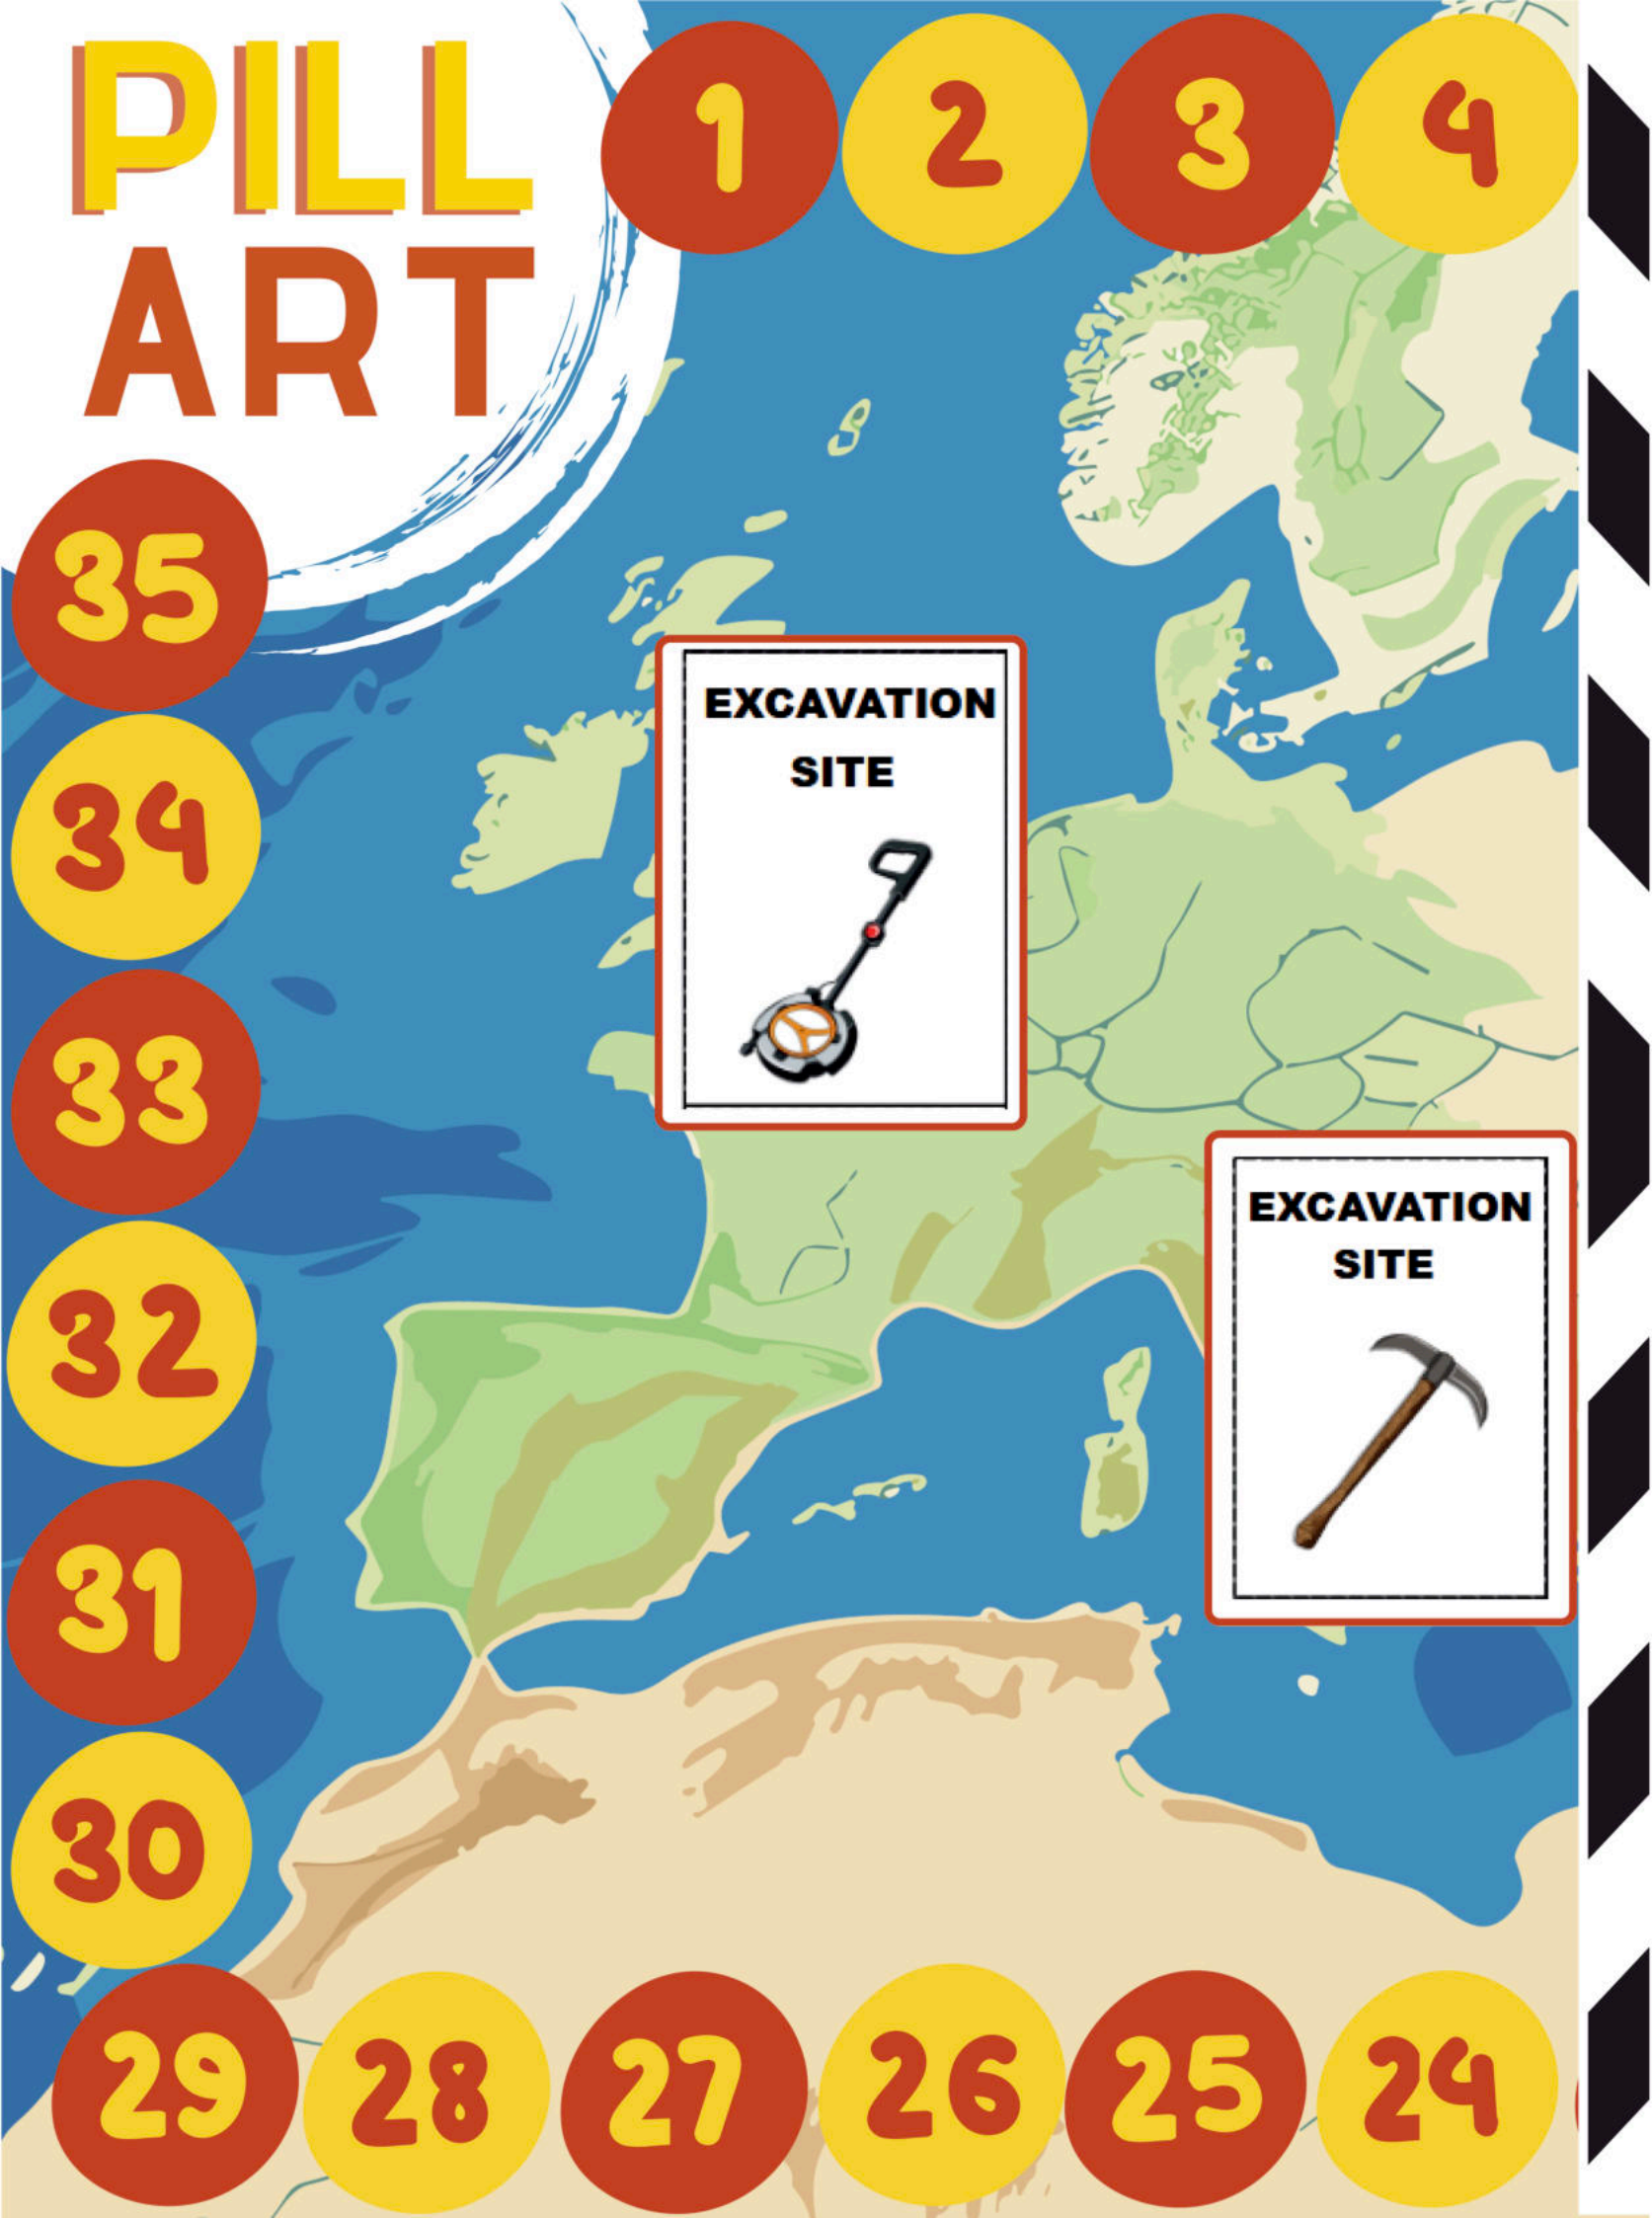 PILL
ART
1 2 3 4
35
34
33
32
31
30
29 28 27 26 25 24
EXCAVATION
SITE
EXCAVATION
SITE